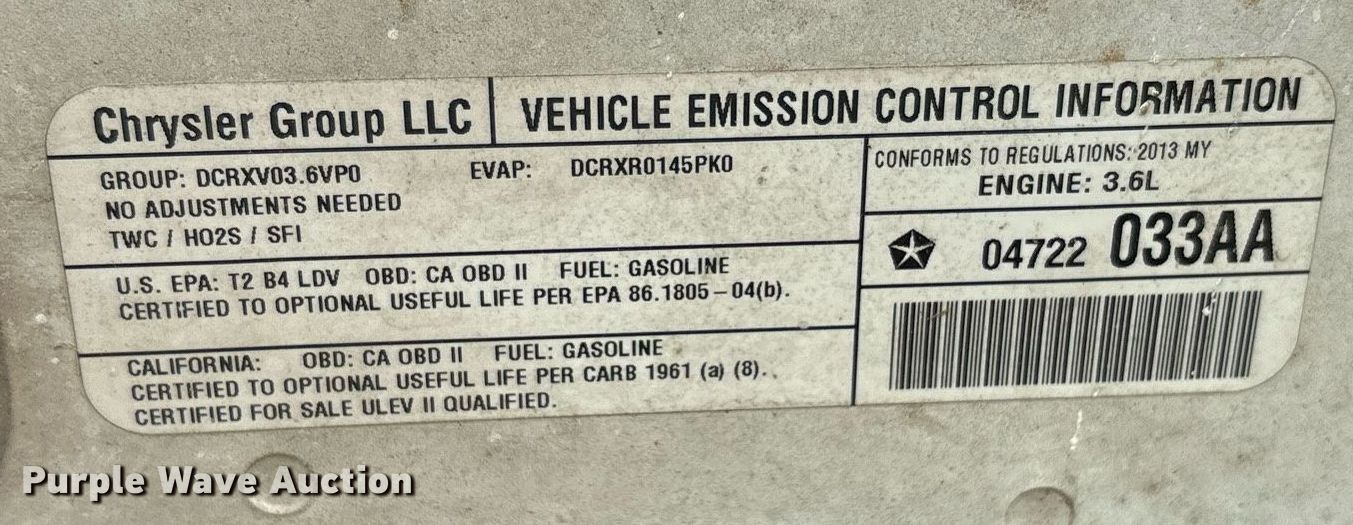 Chrysler Group LLC
VEHICLE EMISSION CONTROL INFORMATION
GROUP: DCRXV03.6VP0 EVAP: DCRXR0145PK0
NO ADJUSTMENTS NEEDED
TWC / HO2S / SFI
CONFORMS TO REGULATIONS: 2013 MY
ENGINE: 3.6L
04722 033AA
U.S. EPA: T2 B4 LDV OBD: CA OBD II FUEL: GASOLINE
CERTIFIED TO OPTIONAL USEFUL LIFE PER EPA 86.1805-04(b).
CALIFORNIA: OBD: CA OBD II FUEL: GASOLINE
CERTIFIED TO OPTIONAL USEFUL LIFE PER CARB 1961 (a) (8).
CERTIFIED FOR SALE ULEV II QUALIFIED.
Purple Wave Auction